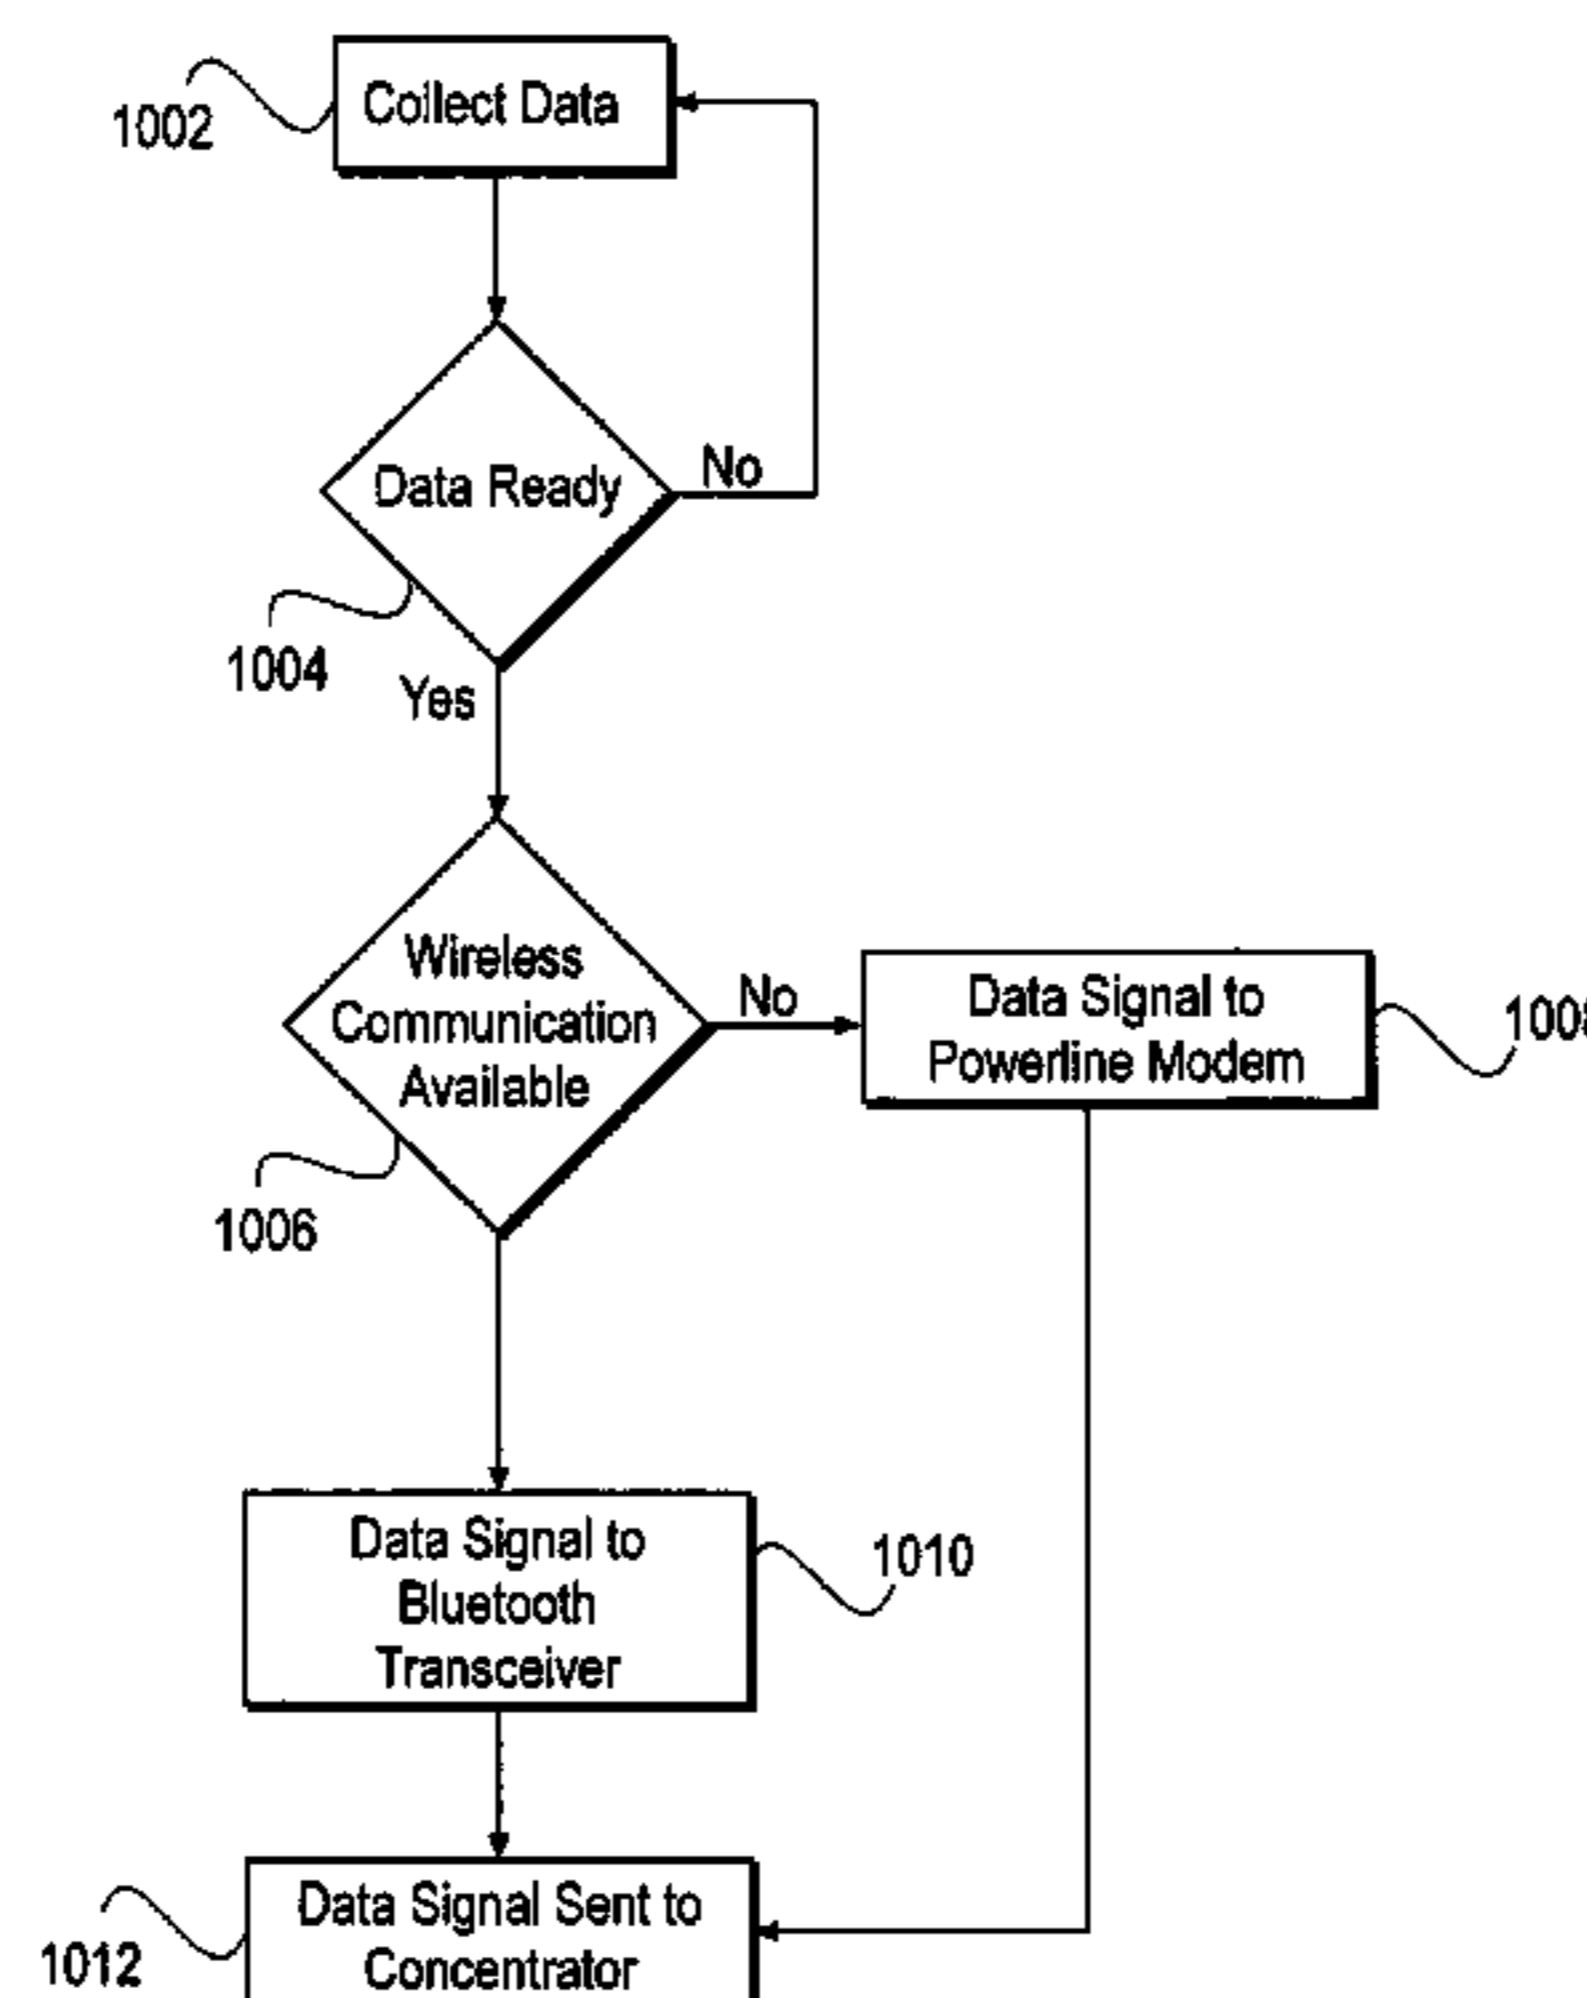 Collect Data
1002
Data Ready
No
1004
Yes
Wireless
Communication
Available
No
Data Signal to
Powerline Modem
1008
1006
Data Signal to
Bluetooth
Transceiver
1010
Data Signal Sent to
Concentrator
1012